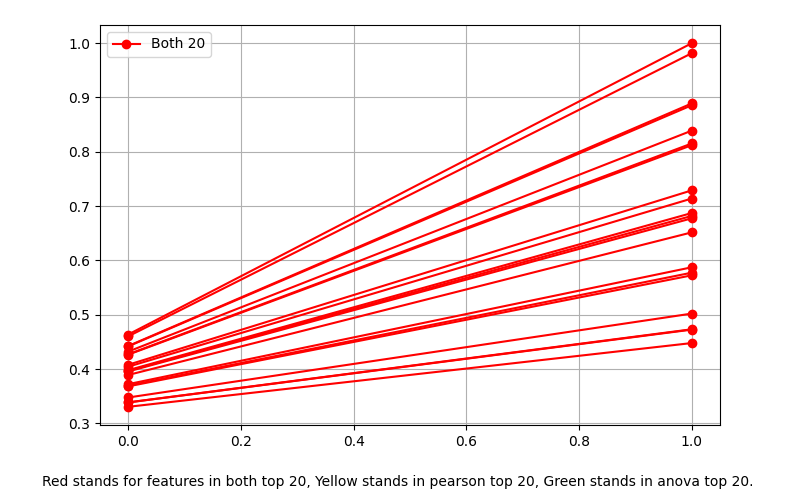 Both 20
1.0
0.9
0.8
0.7
0.6
0.5
0.4
0.3
0.0 0.2 0.4 0.6 0.8 1.0
Red stands for features in both top 20, Yellow stands in pearson top 20, Green stands in anova top 20.